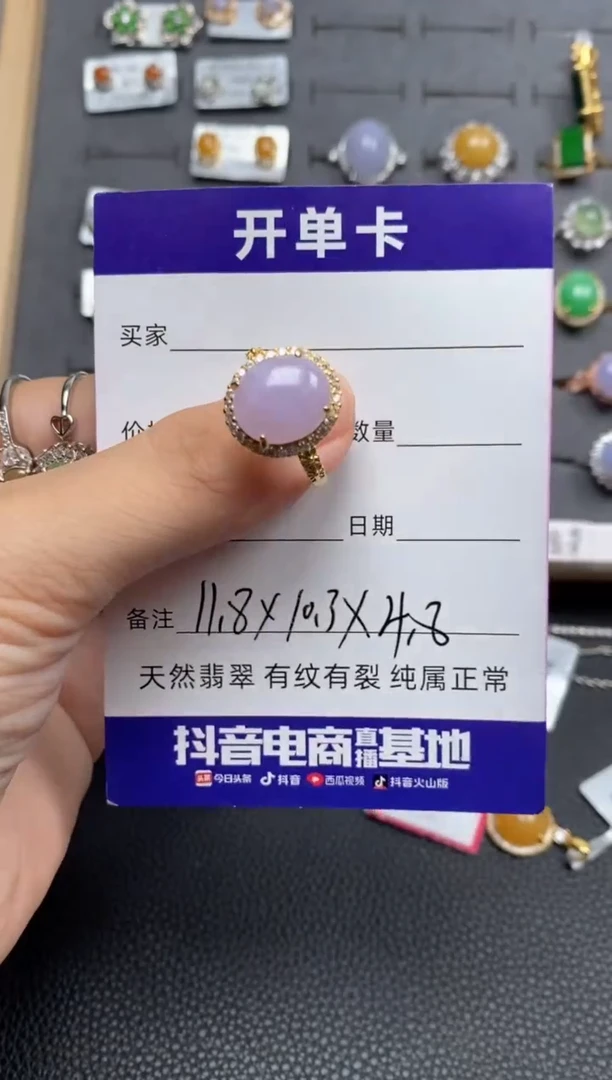 开单卡
买家
数量
日期
备注 11.8X10.3X4.8
天然翡翠 有纹有裂 纯属正常
抖音电商直播基地
头条 今日头条 抖音 西瓜视频 抖音火山版